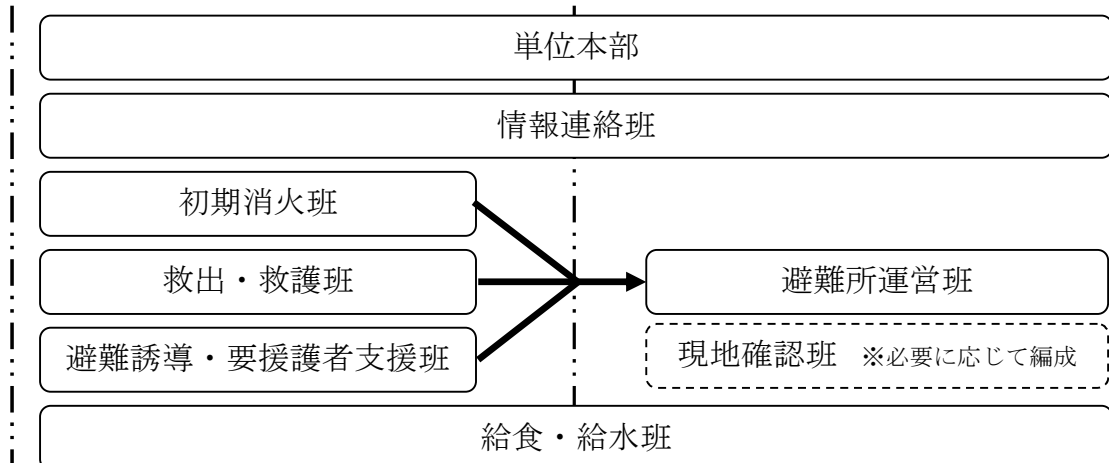 単位本部
情報連絡班
初期消火班
救出・救護班
避難所運営班
避難誘導・要援護者支援班
現地確認班 ※必要に応じて編成
給食・給水班